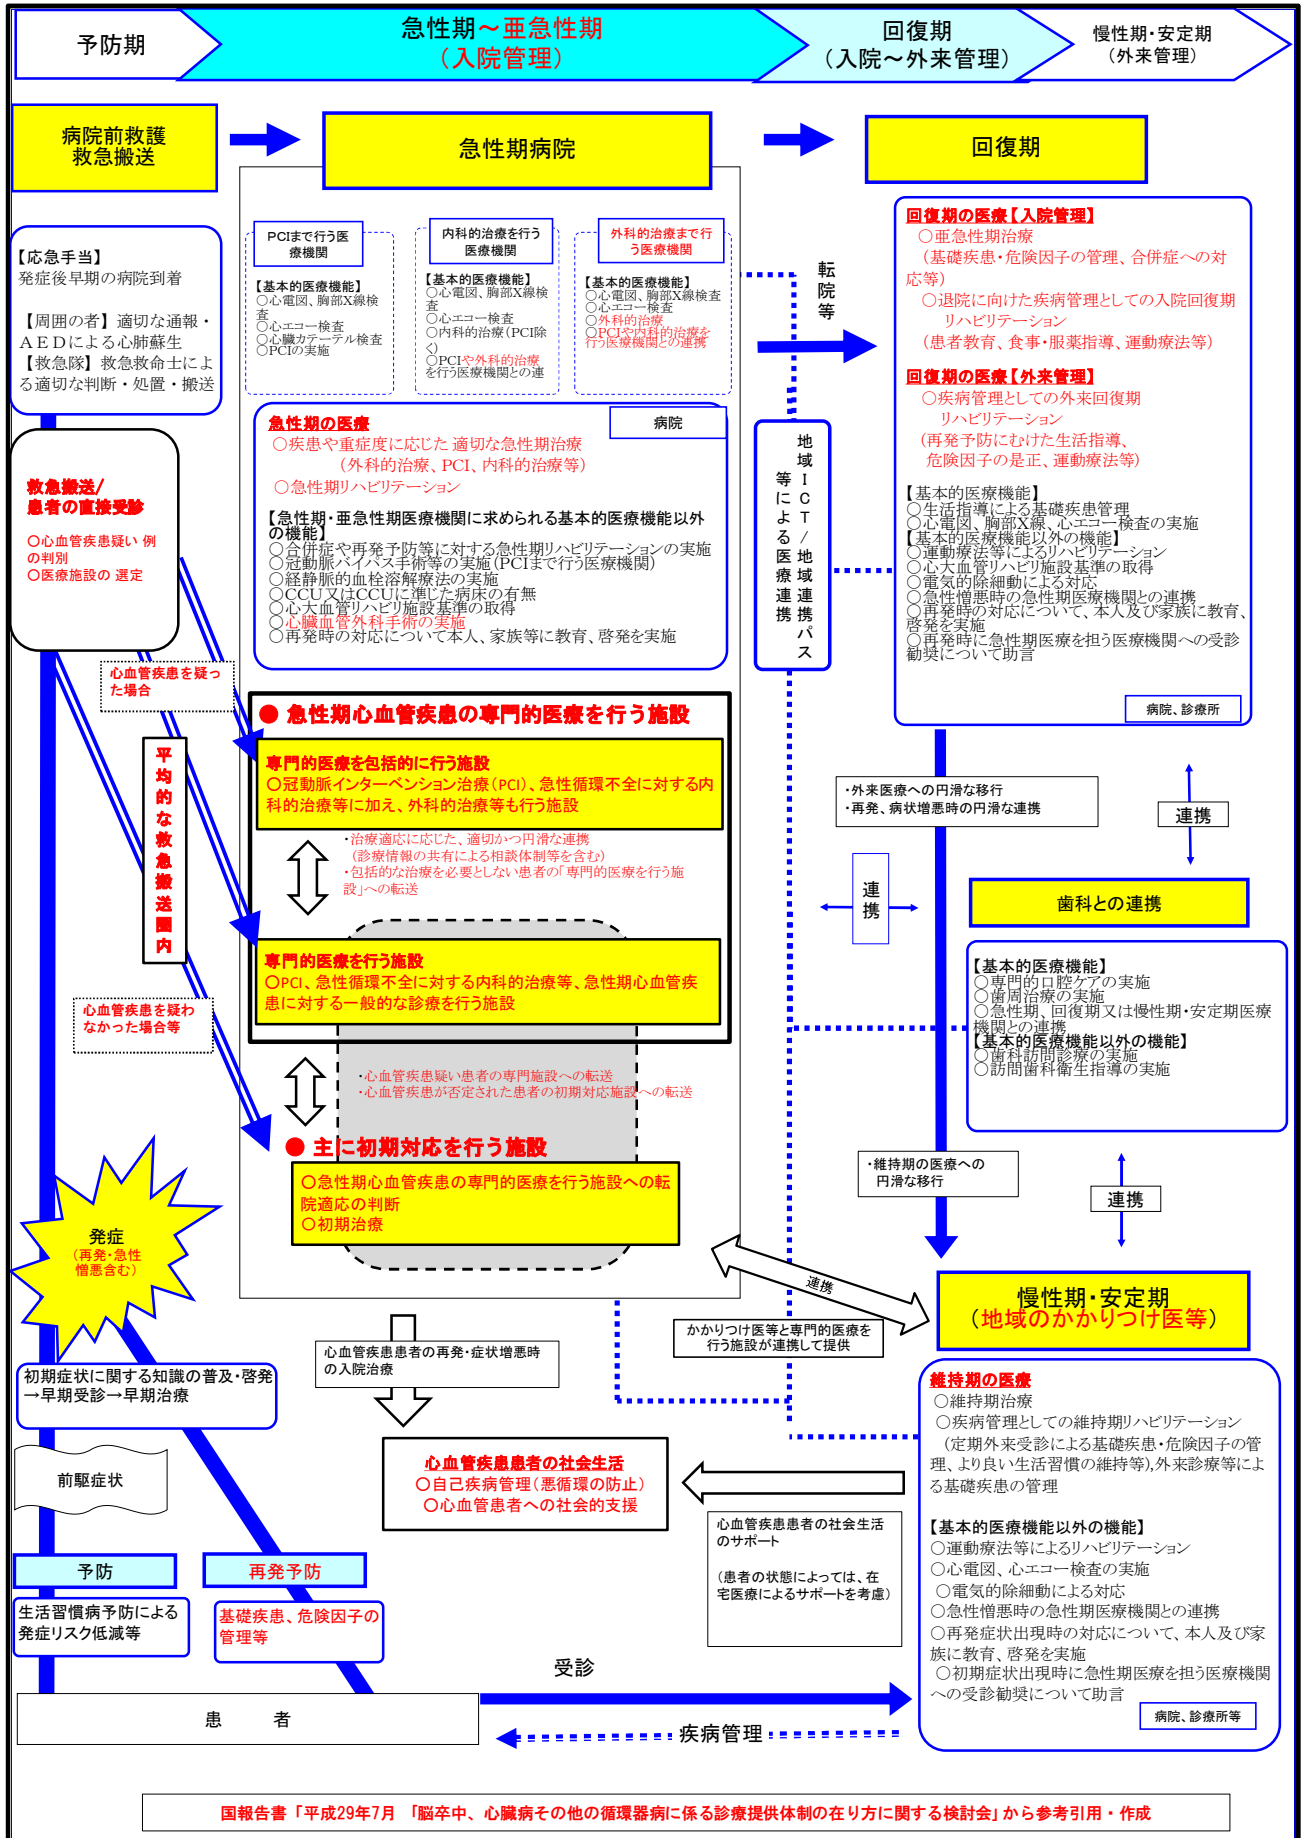 予防期
急性期～亜急性期
（入院管理）
回復期
（入院～外来管理）
慢性期・安定期
（外来管理）
病院前救護
救急搬送
急性期病院
回復期
【応急手当】
発症後早期の病院到着
【周囲の者】適切な通報・
ＡＥＤによる心肺蘇生
【救急隊】救急救命士によ
る適切な判断・処置・搬送
PCIまで行う医
療機関
【基本的医療機能】
○心電図、胸部X線検
査
○心エコー検査
○心臓カテーテル検査
○PCIの実施
内科的治療を行う
医療機関
【基本的医療機能】
○心電図、胸部X線検
査
○心エコー検査
○内科的治療(PCI除
く)
○PCIや外科的治療
を行う医療機関との連
外科的治療まで行
う医療機関
【基本的医療機能】
○心電図、胸部X線検査
○心エコー検査
○外科的治療
○PCIや内科的治療を
行う医療機関との連携
転院等
回復期の医療【入院管理】
○亜急性期治療
（基礎疾患・危険因子の管理、合併症への対
応等）
○退院に向けた疾病管理としての入院回復期
リハビリテーション
（患者教育、食事・服薬指導、運動療法等）
回復期の医療【外来管理】
○疾病管理としての外来回復期
リハビリテーション
（再発予防にむけた生活指導、
危険因子の是正、運動療法等）
【基本的医療機能】
○生活指導による基礎疾患管理
○心電図、胸部X線、心エコー検査の実施
【基本的医療機能以外の機能】
○運動療法等によるリハビリテーション
○心大血管リハビリ施設基準の取得
○電気的除細動による対応
○急性憎悪時の急性期医療機関との連携
○再発時の対応について、本人及び家族に教育、
啓発を実施
○再発時に急性期医療を担う医療機関への受診
勧奨について助言
病院、診療所
急性期の医療
病院
○疾患や重症度に応じた 適切な急性期治療
（外科的治療、PCI、内科的治療等）
○急性期リハビリテーション
【急性期・亜急性期医療機関に求められる基本的医療機能以外
の機能】
○合併症や再発予防等に対する急性期リハビリテーションの実施
○冠動脈バイパス手術等の実施(PCIまで行う医療機関)
○経静脈的血栓溶解療法の実施
○CCU又はCCUに準じた病床の有無
○心大血管リハビリ施設基準の取得
○心臓血管外科手術の実施
○再発時の対応について本人、家族等に教育、啓発を実施
地域ＩＣＴ/地域連携パス
等による医療連携
救急搬送/
患者の直接受診
○心血管疾患疑い 例
の判別
○医療施設の 選定
心血管疾患を疑っ
た場合
平均的な救急搬送圏内
心血管疾患を疑わ
なかった場合等
● 急性期心血管疾患の専門的医療を行う施設
専門的医療を包括的に行う施設
○冠動脈インターベンション治療(PCI)、急性循環不全に対する内
科的治療等に加え、外科的治療等も行う施設
・治療適応に応じた、適切かつ円滑な連携
（診療情報の共有による相談体制等を含む）
・包括的な治療を必要としない患者の「専門的医療を行う施
設」への転送
専門的医療を行う施設
○PCI、急性循環不全に対する内科的治療等、急性期心血管疾
患に対する一般的な診療を行う施設
・心血管疾患疑い患者の専門施設への転送
・心血管疾患が否定された患者の初期対応施設への転送
● 主に初期対応を行う施設
○急性期心血管疾患の専門的医療を行う施設への転
院適応の判断
○初期治療
・外来医療への円滑な移行
・再発、病状増悪時の円滑な連携
連携
連携
歯科との連携
【基本的医療機能】
○専門的口腔ケアの実施
○歯周治療の実施
○急性期、回復期又は慢性期・安定期医療
機関との連携
【基本的医療機能以外の機能】
○歯科訪問診療の実施
○訪問歯科衛生指導の実施
・維持期の医療への
円滑な移行
連携
連携
かかりつけ医等と専門的医療を
行う施設が連携して提供
慢性期・安定期
（地域のかかりつけ医等）
維持期の医療
○維持期治療
○疾病管理としての維持期リハビリテーション
（定期外来受診による基礎疾患・危険因子の管
理、より良い生活習慣の維持等),外来診療等によ
る基礎疾患の管理
【基本的医療機能以外の機能】
○運動療法等によるリハビリテーション
○心電図、心エコー検査の実施
○電気的除細動による対応
○急性憎悪時の急性期医療機関との連携
○再発症状出現時の対応について、本人及び家
族に教育、啓発を実施
○初期症状出現時に急性期医療を担う医療機関
への受診勧奨について助言
病院、診療所等
発症
（再発・急性
憎悪含む）
初期症状に関する知識の普及・啓発
→早期受診→早期治療
前駆症状
予防
再発予防
生活習慣病予防による
発症リスク低減等
基礎疾患、危険因子の
管理等
心血管疾患患者の再発・症状増悪時
の入院治療
心血管疾患患者の社会生活
○自己疾病管理（悪循環の防止）
○心血管患者への社会的支援
心血管疾患患者の社会生活
のサポート
（患者の状態によっては、在
宅医療によるサポートを考慮）
患　者
受診
疾病管理
国報告書「平成29年7月 「脳卒中、心臓病その他の循環器病に係る診療提供体制の在り方に関する検討会」から参考引用・作成